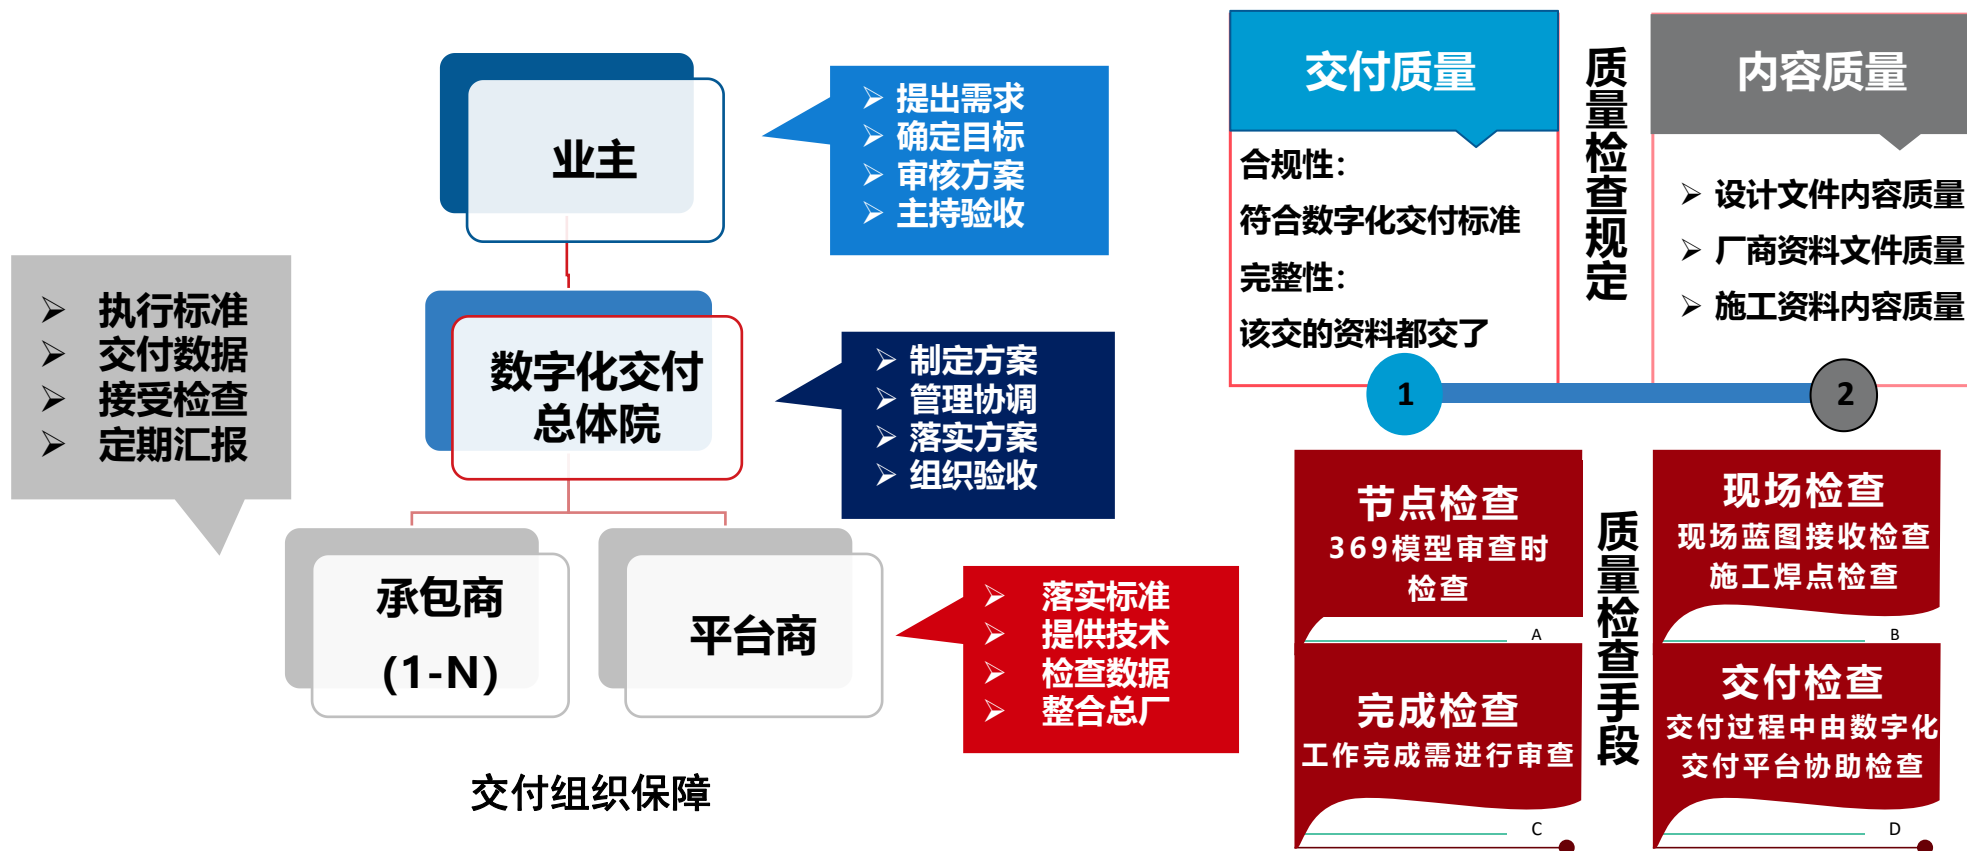 业主
提出需求
确定目标
审核方案
主持验收
执行标准
交付数据
接受检查
定期汇报
数字化交付
总体院
制定方案
管理协调
落实方案
组织验收
承包商
(1-N)
平台商
落实标准
提供技术
检查数据
整合总厂
交付组织保障
交付质量
合规性：
符合数字化交付标准
完整性：
该交的资料都交了
质量检查规定
内容质量
设计文件内容质量
厂商资料文件质量
施工资料内容质量
1
2
节点检查
369模型审查时
检查
A
质量检查手段
现场检查
现场蓝图接收检查
施工焊点检查
B
完成检查
工作完成需进行审查
C
交付检查
交付过程中由数字化
交付平台协助检查
D